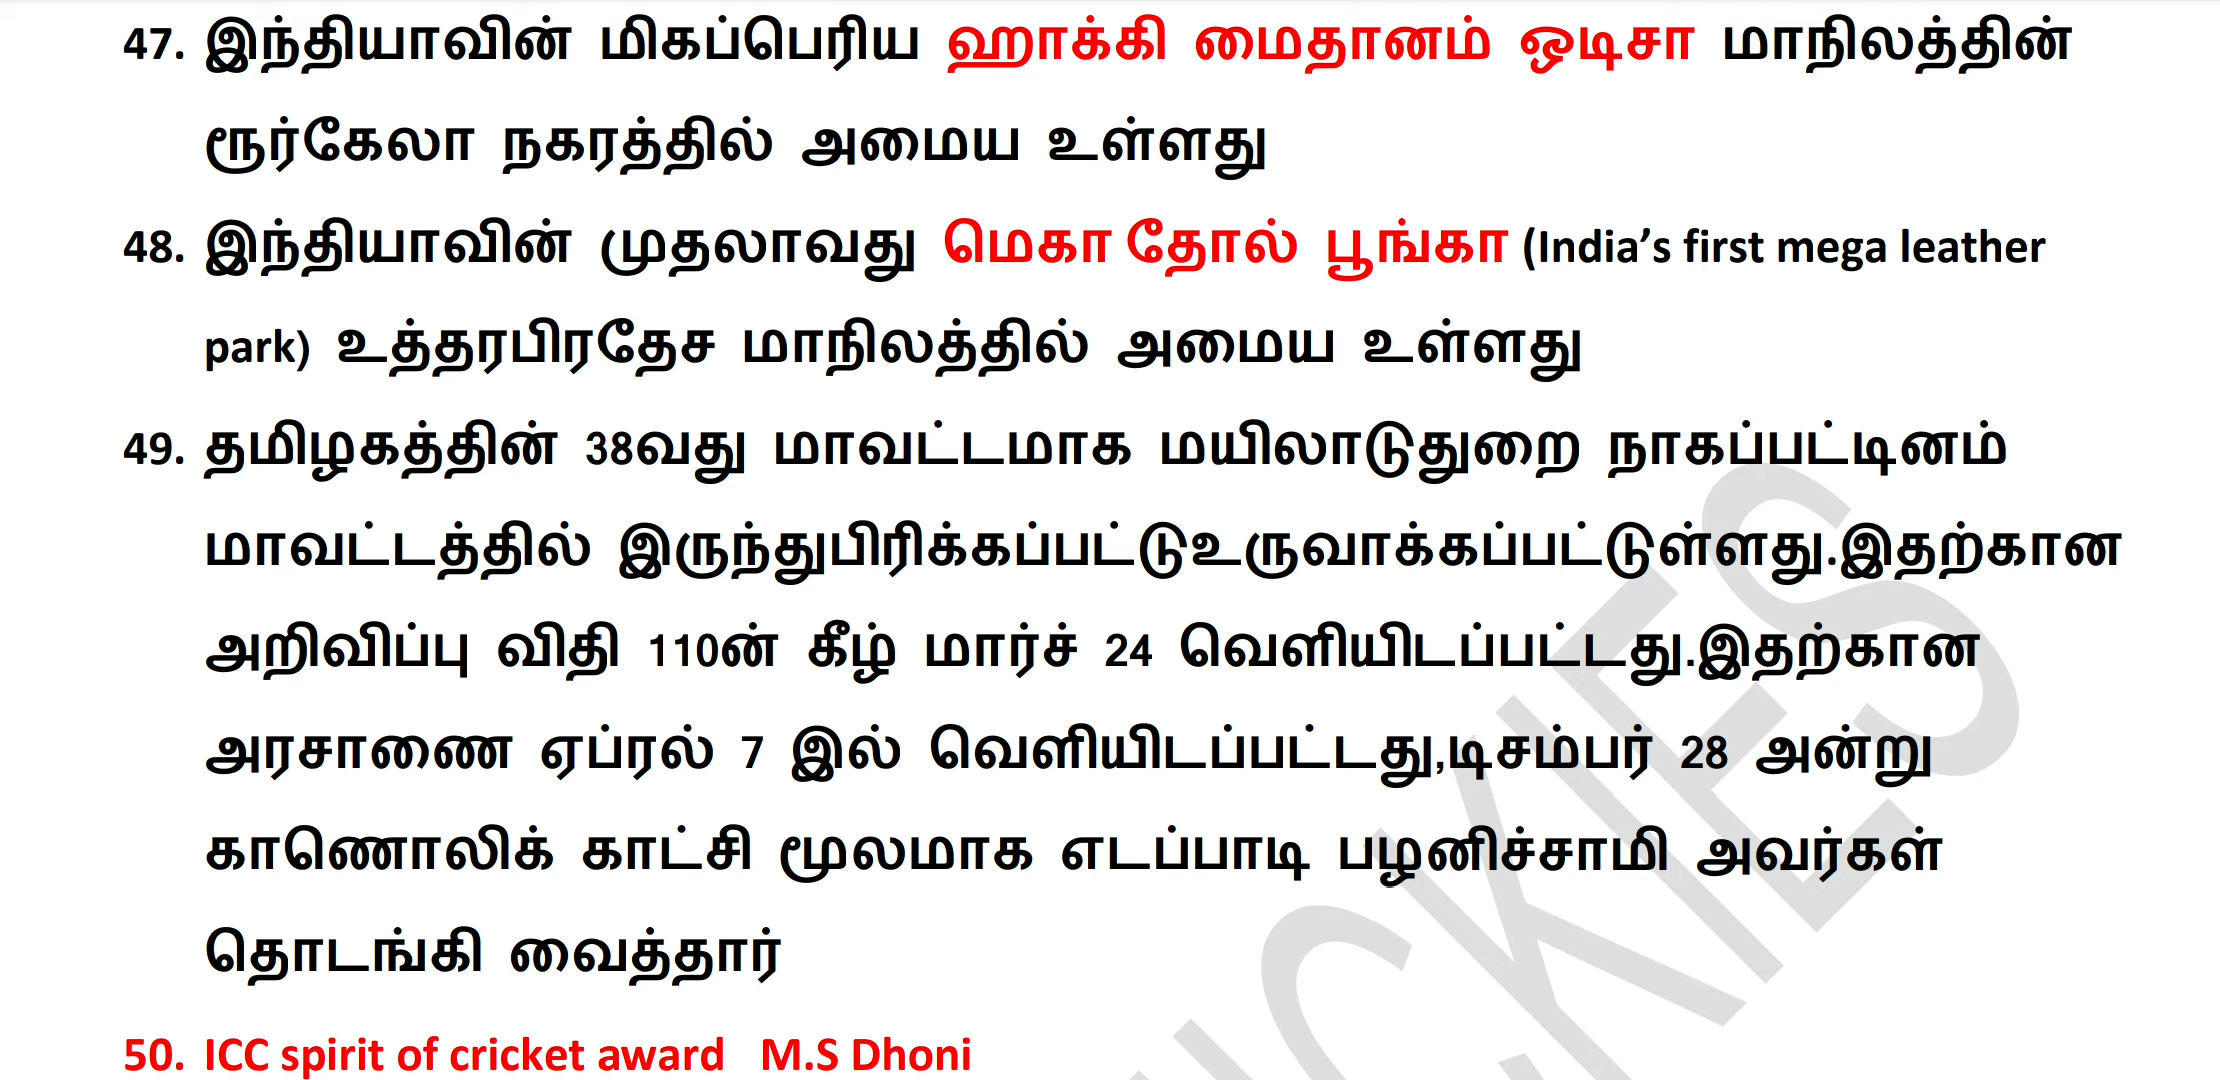 47. இந்தியாவின் மிகப்பெரிய ஹாக்கி மைதானம் ஒடிசா மாநிலத்தின்
ரூர்கேலா நகரத்தில் அமைய உள்ளது
48. இந்தியாவின் முதலாவது மெகா தோல் பூங்கா (India’s first mega leather
park) உத்தரபிரதேச மாநிலத்தில் அமைய உள்ளது
49. தமிழகத்தின் 38வது மாவட்டமாக மயிலாடுதுறை நாகப்பட்டினம்
மாவட்டத்தில் இருந்துபிரிக்கப்பட்டுஉருவாக்கப்பட்டுள்ளது.இதற்கான
அறிவிப்பு விதி 110ன் கீழ் மார்ச் 24 வெளியிடப்பட்டது.இதற்கான
அரசாணை ஏப்ரல் 7 இல் வெளியிடப்பட்டது,டிசம்பர் 28 அன்று
காணொலிக் காட்சி மூலமாக எடப்பாடி பழனிச்சாமி அவர்கள்
தொடங்கி வைத்தார்
50. ICC spirit of cricket award M.S Dhoni